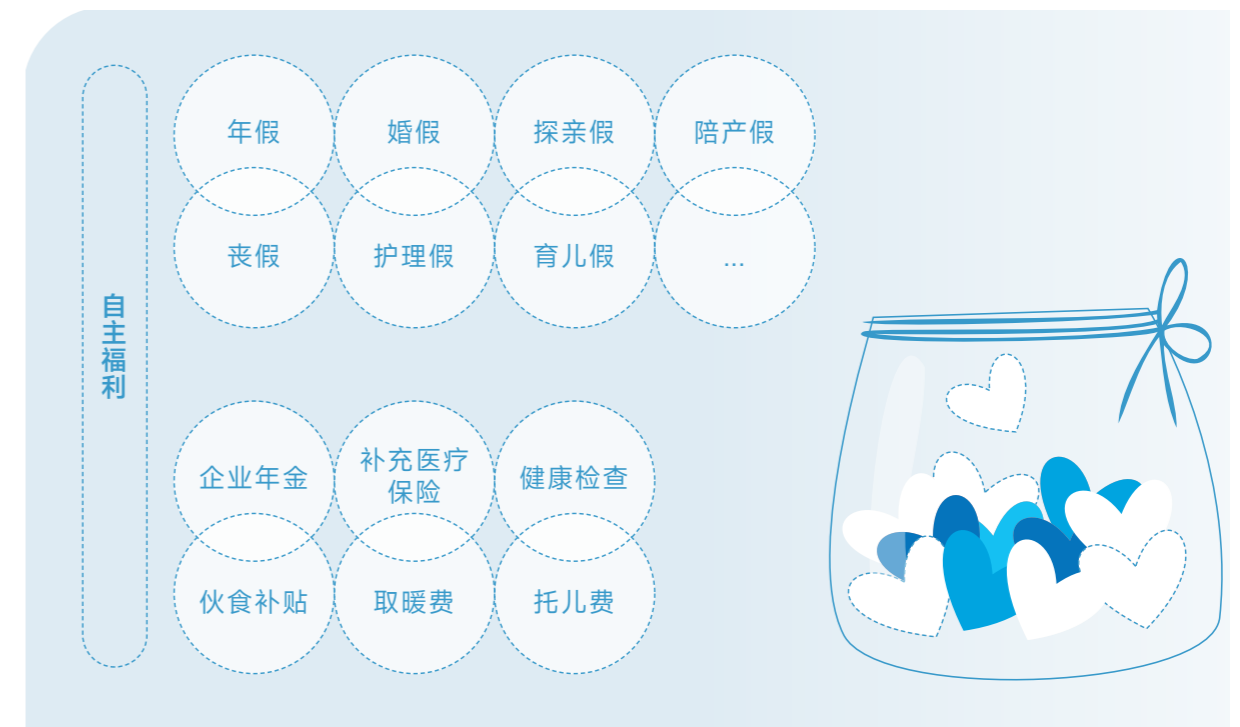 自主福利
年假
婚假
探亲假
陪产假
丧假
护理假
育儿假
...
企业年金
补充医疗
保险
健康检查
伙食补贴
取暖费
托儿费